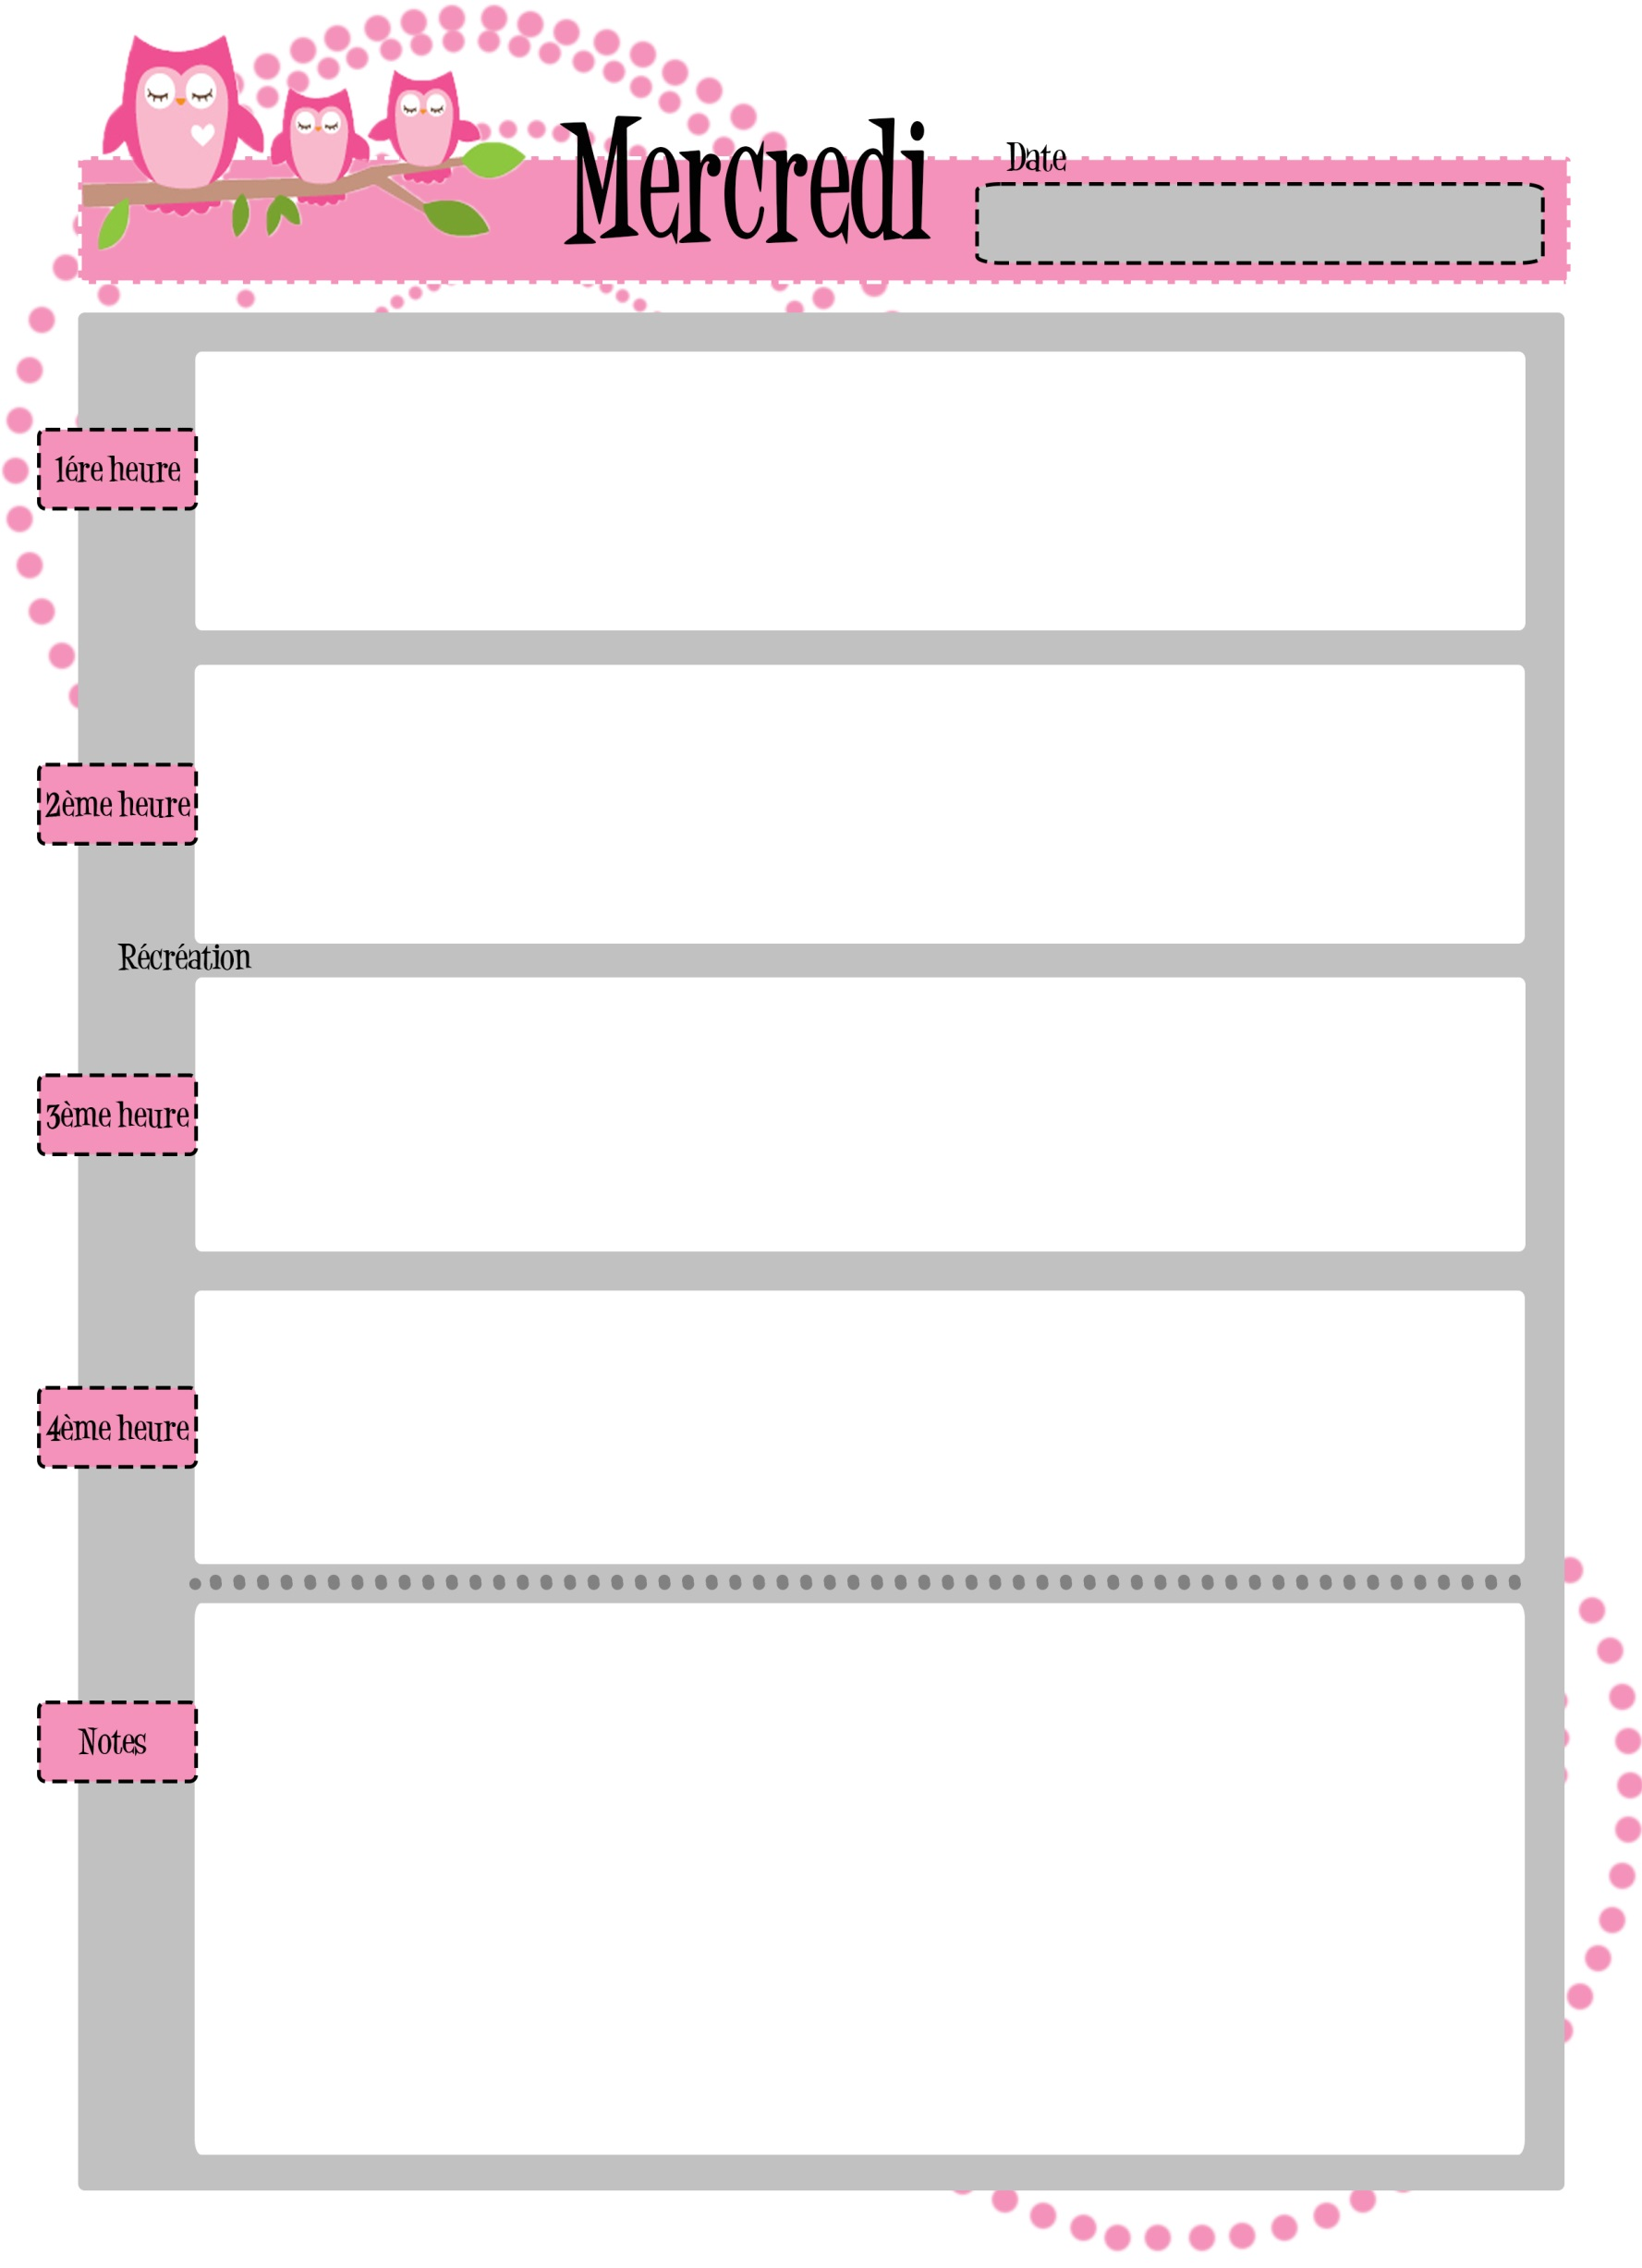 Mercredi
Date
1ére heure
2ème heure
Récréation
3ème heure
4ème heure
Notes